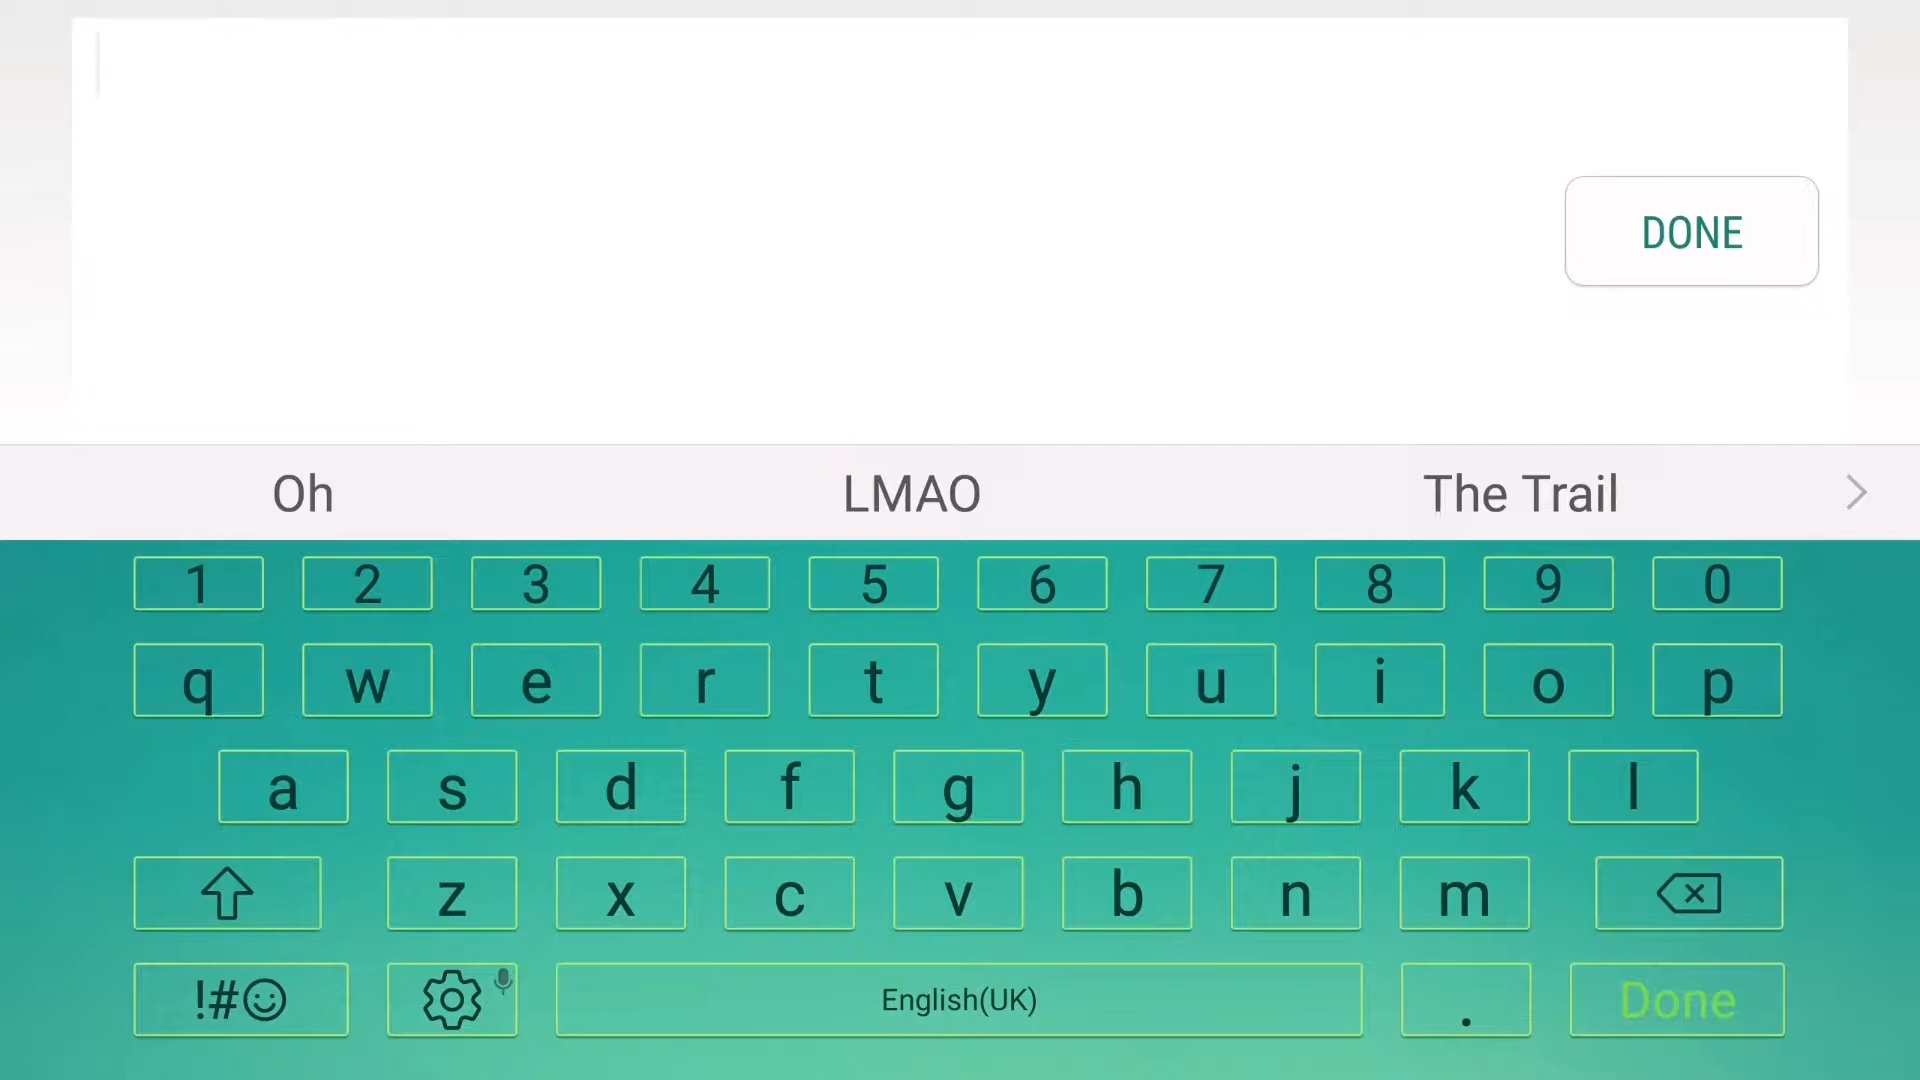 DONE
Oh LMAO The Trail
1 2 3 4 5 6 7 8 9 0
q w e r t y u i o p
a s d f g h j k l
z x c v b n m
!#☺ English(UK) . Done